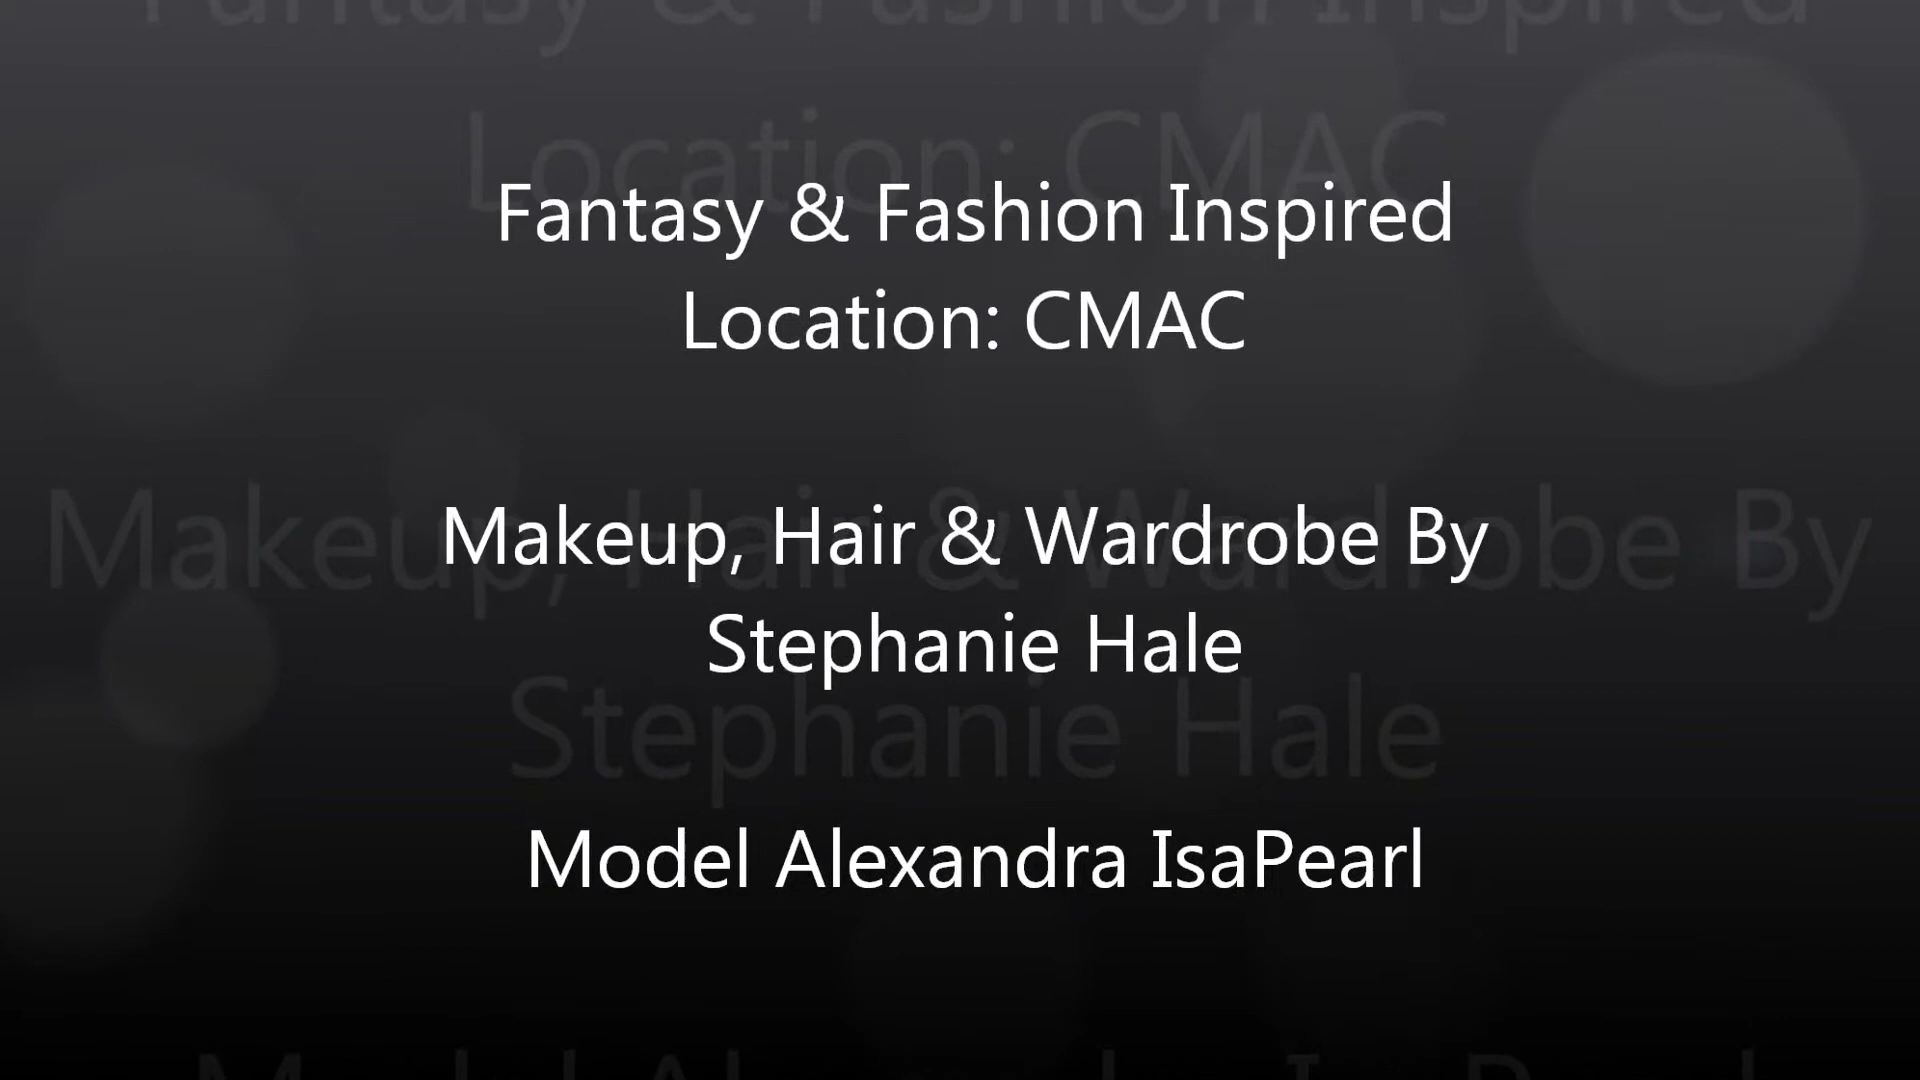 Fantasy & Fashion Inspired
Location: CMAC
Makeup, Hair & Wardrobe By
Stephanie Hale
Model Alexandra IsaPearl